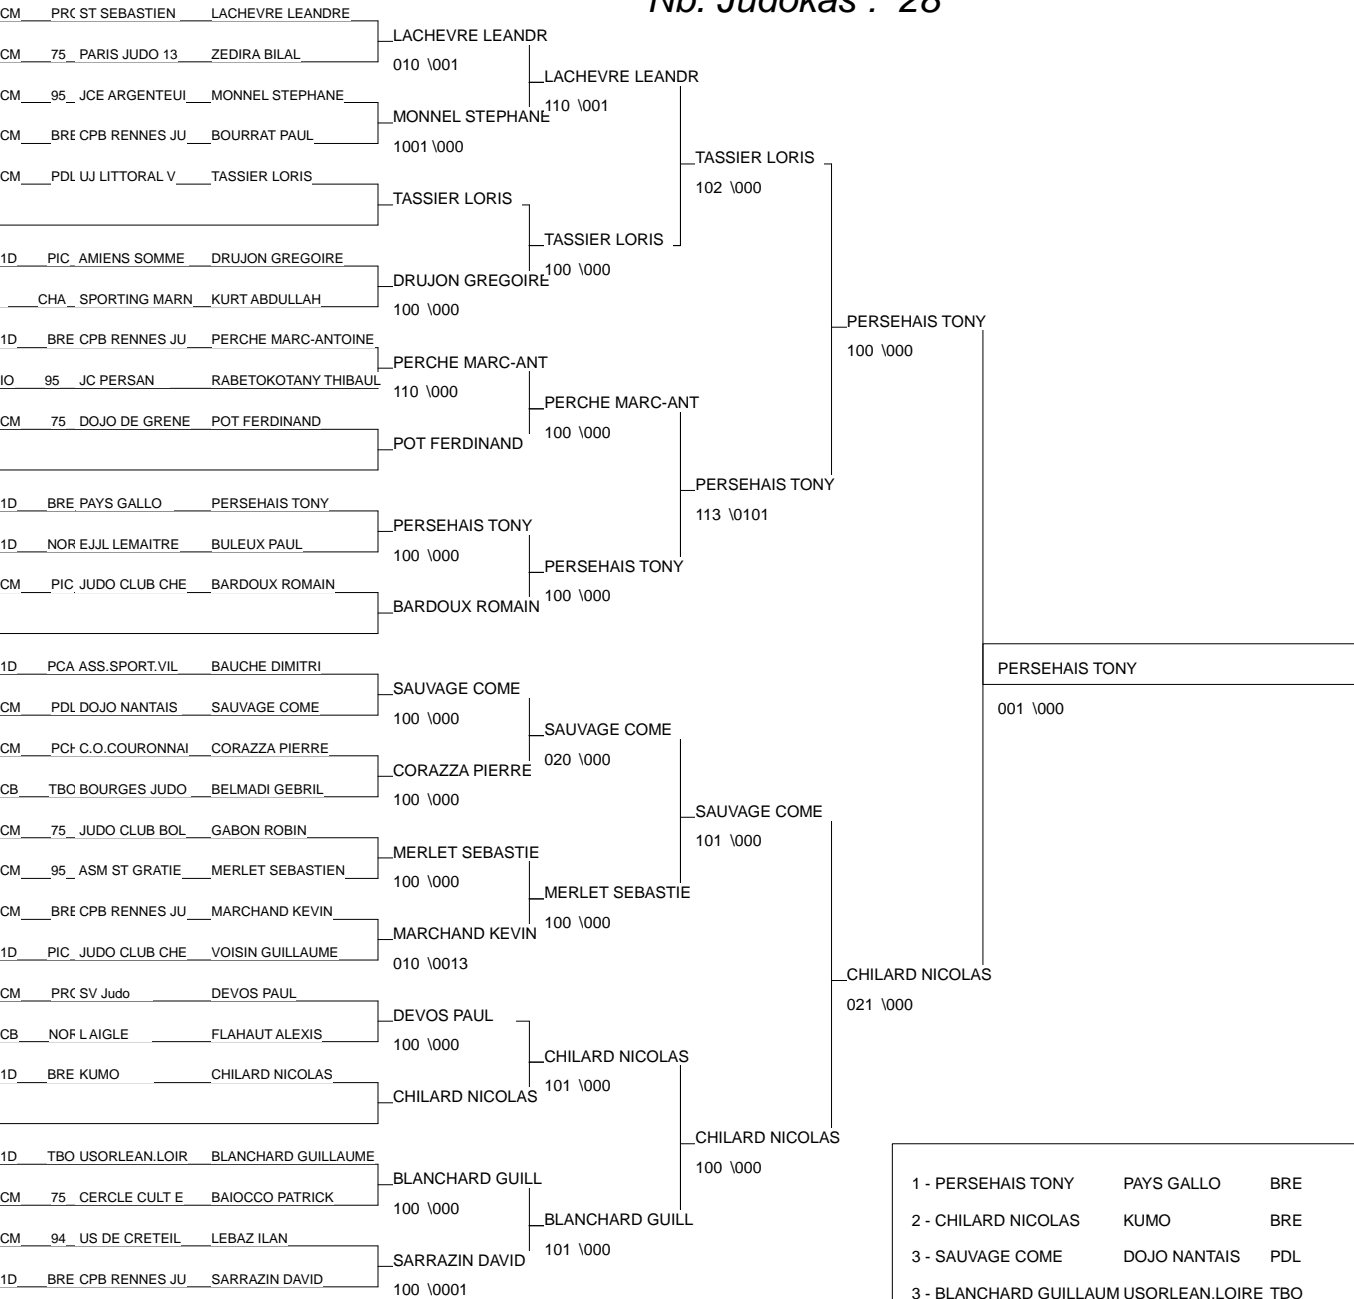 Nb. Judokas : 28
CM PRO ST SEBASTIEN LACHEVRE LEANDRE
LACHEVRE LEANDR
CM 75 PARIS JUDO 13 ZEDIRA BILAL
010 \001
LACHEVRE LEANDR
CM 95 JCE ARGENTEUI MONNEL STEPHANE
110 \001
MONNEL STEPHANE
CM BRE CPB RENNES JU BOURRAT PAUL
1001 \000
TASSIER LORIS
CM PDL UJ LITTORAL V TASSIER LORIS
102 \000
TASSIER LORIS
TASSIER LORIS
1D PIC AMIENS SOMME DRUJON GREGOIRE
100 \000
DRUJON GREGOIRE
CHA SPORTING MARN KURT ABDULLAH
100 \000
PERSEHAIS TONY
1D BRE CPB RENNES JU PERCHE MARC-ANTOINE
100 \000
PERCHE MARC-ANT
IO 95 JC PERSAN RABETOKOTANY THIBAUL
110 \000
PERCHE MARC-ANT
CM 75 DOJO DE GRENE POT FERDINAND
100 \000
POT FERDINAND
PERSEHAIS TONY
1D BRE PAYS GALLO PERSEHAIS TONY
113 \0101
PERSEHAIS TONY
1D NOR EJJL LEMAITRE BULEUX PAUL
100 \000
PERSEHAIS TONY
CM PIC JUDO CLUB CHE BARDOUX ROMAIN
100 \000
BARDOUX ROMAIN
1D PCA ASS.SPORT.VIL BAUCHE DIMITRI
PERSEHAIS TONY
SAUVAGE COME
CM PDL DOJO NANTAIS SAUVAGE COME
001 \000
100 \000
SAUVAGE COME
CM PCH C.O.COURONNAI CORAZZA PIERRE
020 \000
CORAZZA PIERRE
CB TBO BOURGES JUDO BELMADI GEBRIL
100 \000
SAUVAGE COME
CM 75 JUDO CLUB BOL GABON ROBIN
101 \000
MERLET SEBASTIE
CM 95 ASM ST GRATIE MERLET SEBASTIEN
100 \000
MERLET SEBASTIE
CM BRE CPB RENNES JU MARCHAND KEVIN
100 \000
MARCHAND KEVIN
1D PIC JUDO CLUB CHE VOISIN GUILLAUME
010 \0013
CHILARD NICOLAS
CM PRO SV Judo DEVOS PAUL
021 \000
DEVOS PAUL
CB NOR L AIGLE FLAHAUT ALEXIS
100 \000
CHILARD NICOLAS
1D BRE KUMO CHILARD NICOLAS
101 \000
CHILARD NICOLAS
CHILARD NICOLAS
1D TBO USORLEAN.LOIR BLANCHARD GUILLAUME
100 \000
BLANCHARD GUILL
CM 75 CERCLE CULT E BAIOCCO PATRICK
100 \000
BLANCHARD GUILL
CM 94 US DE CRETEIL LEBAZ ILAN
101 \000
SARRAZIN DAVID
1D BRE CPB RENNES JU SARRAZIN DAVID
100 \0001
1 - PERSEHAIS TONY PAYS GALLO BRE
2 - CHILARD NICOLAS KUMO BRE
3 - SAUVAGE COME DOJO NANTAIS PDL
3 - BLANCHARD GUILLAUM USORLEAN.LOIRE TBO